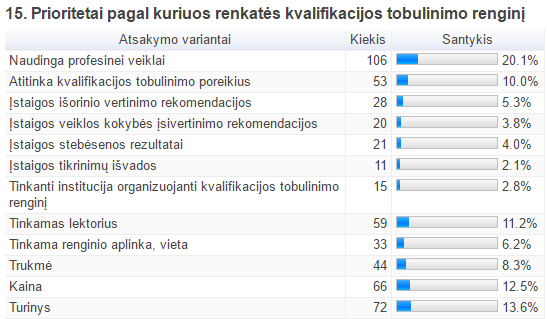 15. Prioritetai pagal kuriuos renkatės kvalifikacijos tobulinimo renginį
Atsakymo variantai Kiekis Santykis
Naudinga profesinei veiklai 106 20.1%
Atitinka kvalifikacijos tobulinimo poreikius 53 10.0%
Įstaigos išorinio vertinimo rekomendacijos 28 5.3%
Įstaigos veiklos kokybės įsivertinimo rekomendacijos 20 3.8%
Įstaigos stebėsenos rezultatai 21 4.0%
Įstaigos tikrinimų išvados 11 2.1%
Tinkanti institucija organizuojanti kvalifikacijos tobulinimo 15 2.8%
renginį
Tinkamas lektorius 59 11.2%
Tinkama renginio aplinka, vieta 33 6.2%
Trukmė 44 8.3%
Kaina 66 12.5%
Turinys 72 13.6%